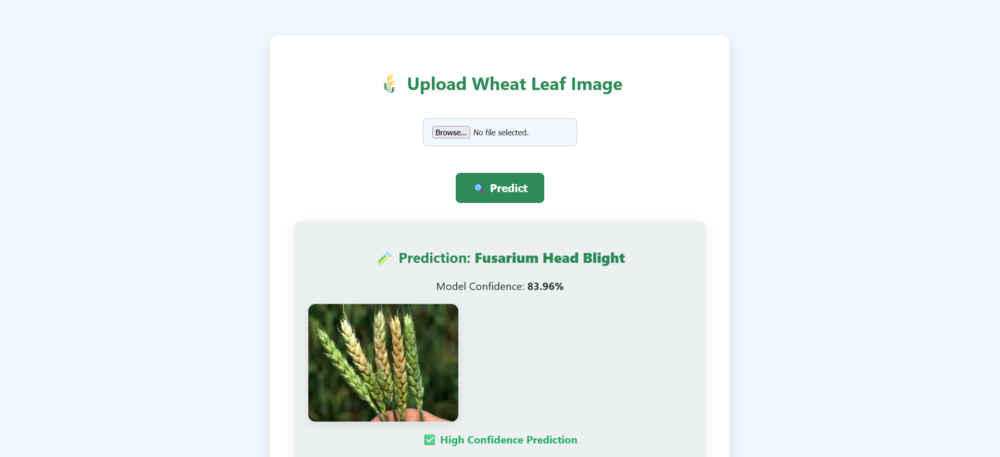 Upload Wheat Leaf Image
Browse... No file selected.
Predict
Prediction: Fusarium Head Blight
Model Confidence: 83.96%
High Confidence Prediction